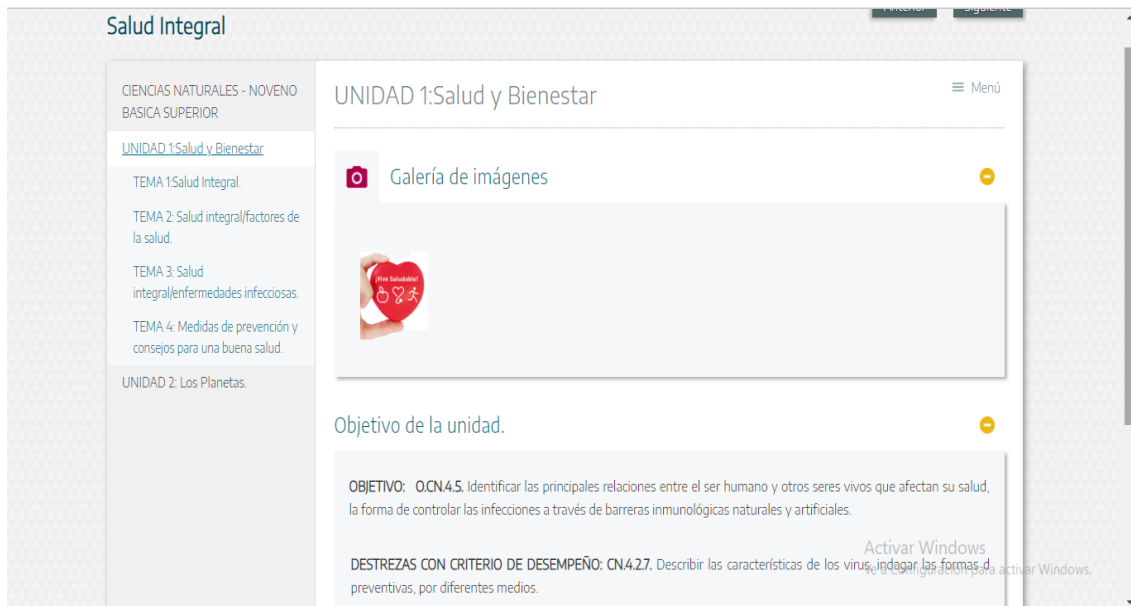 Anterior Siguiente
Salud Integral
CIENCIAS NATURALES - NOVENO
BASICA SUPERIOR
UNIDAD 1:Salud y Bienestar
TEMA 1:Salud Integral.
TEMA 2: Salud integral/factores de
la salud.
TEMA 3: Salud
integral/enfermedades infecciosas.
TEMA 4: Medidas de prevención y
consejos para una buena salud.
UNIDAD 2: Los Planetas.
UNIDAD 1:Salud y Bienestar
Menú
Galería de imágenes
¡Vive Saludable!
Objetivo de la unidad.
OBJETIVO: O.CN.4.5. Identificar las principales relaciones entre el ser humano y otros seres vivos que afectan su salud,
la forma de controlar las infecciones a través de barreras inmunológicas naturales y artificiales.
DESTREZAS CON CRITERIO DE DESEMPEÑO: CN.4.2.7. Describir las características de los virus, indagar las formas d
preventivas, por diferentes medios.
Activar Windows
Ve a Configuración para activar Windows.